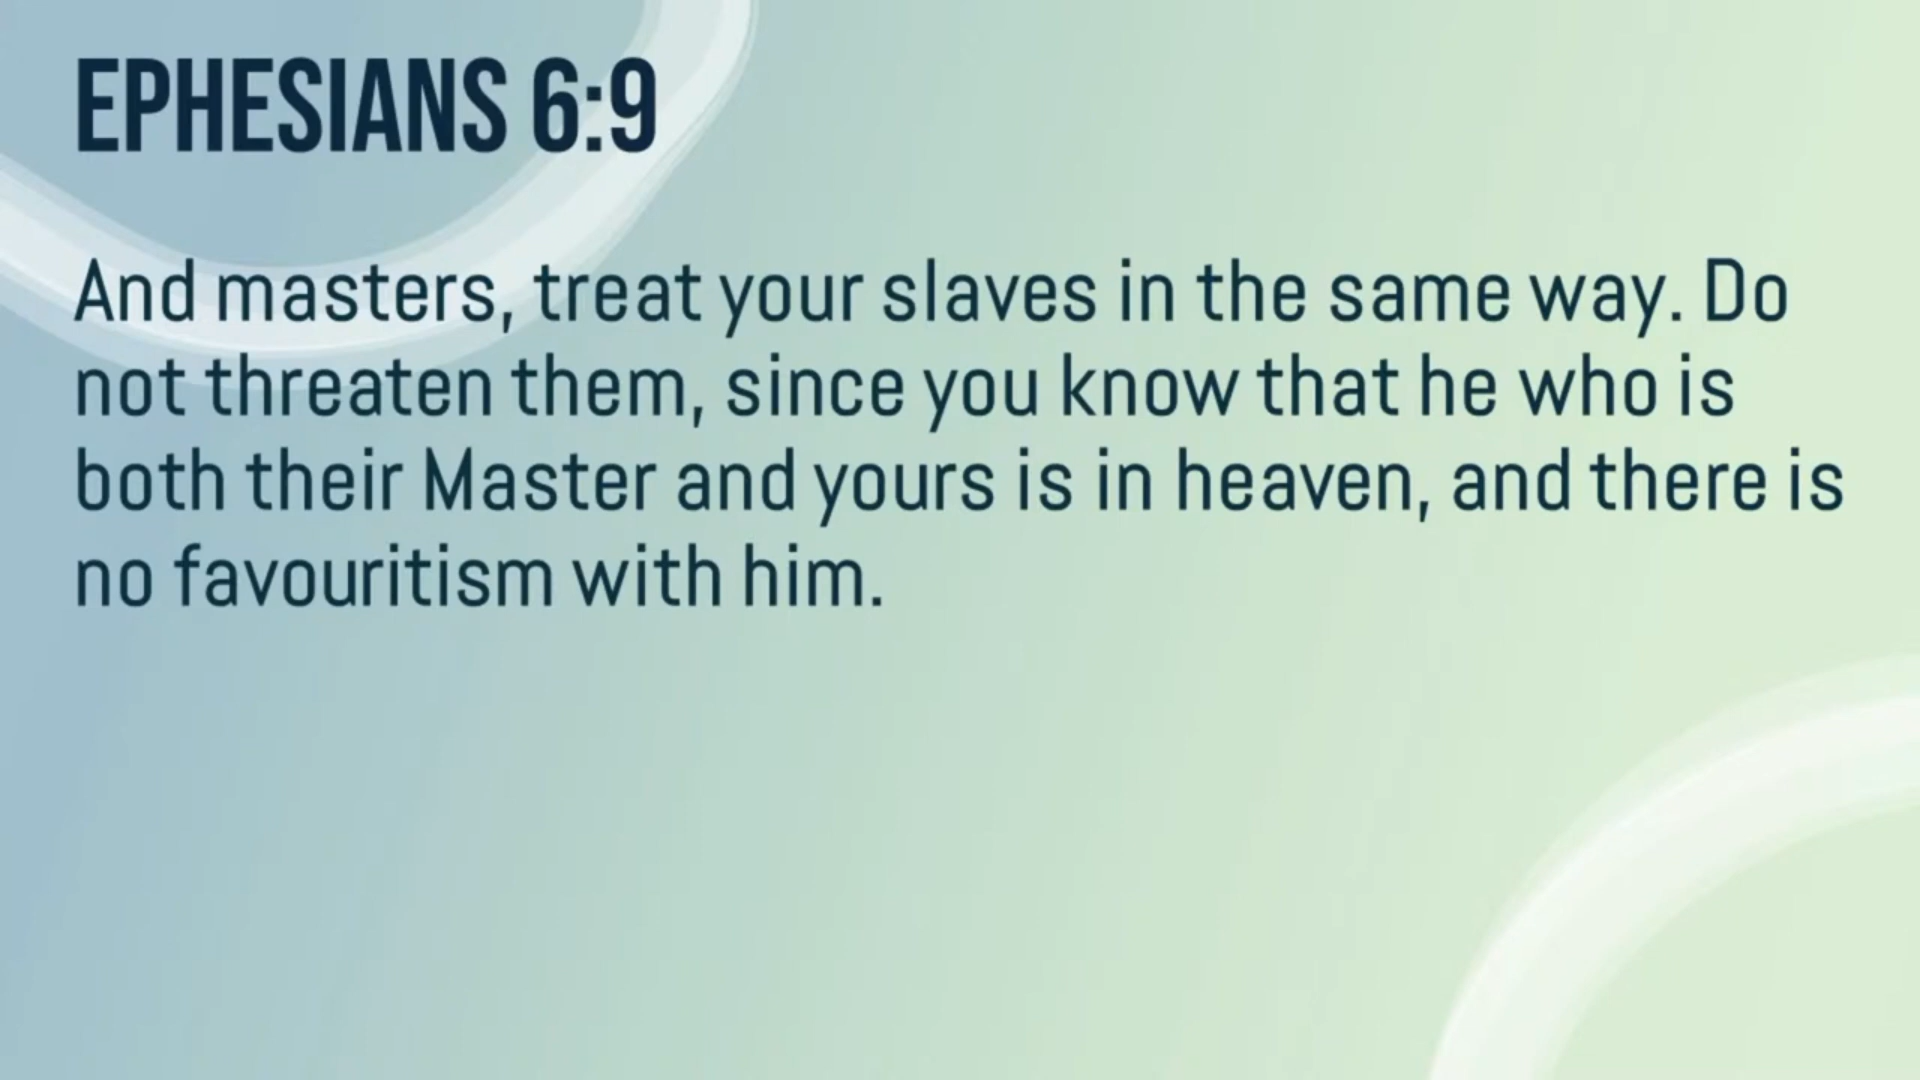 EPHESIANS 6:9
And masters, treat your slaves in the same way. Do
not threaten them, since you know that he who is
both their Master and yours is in heaven, and there is
no favouritism with him.